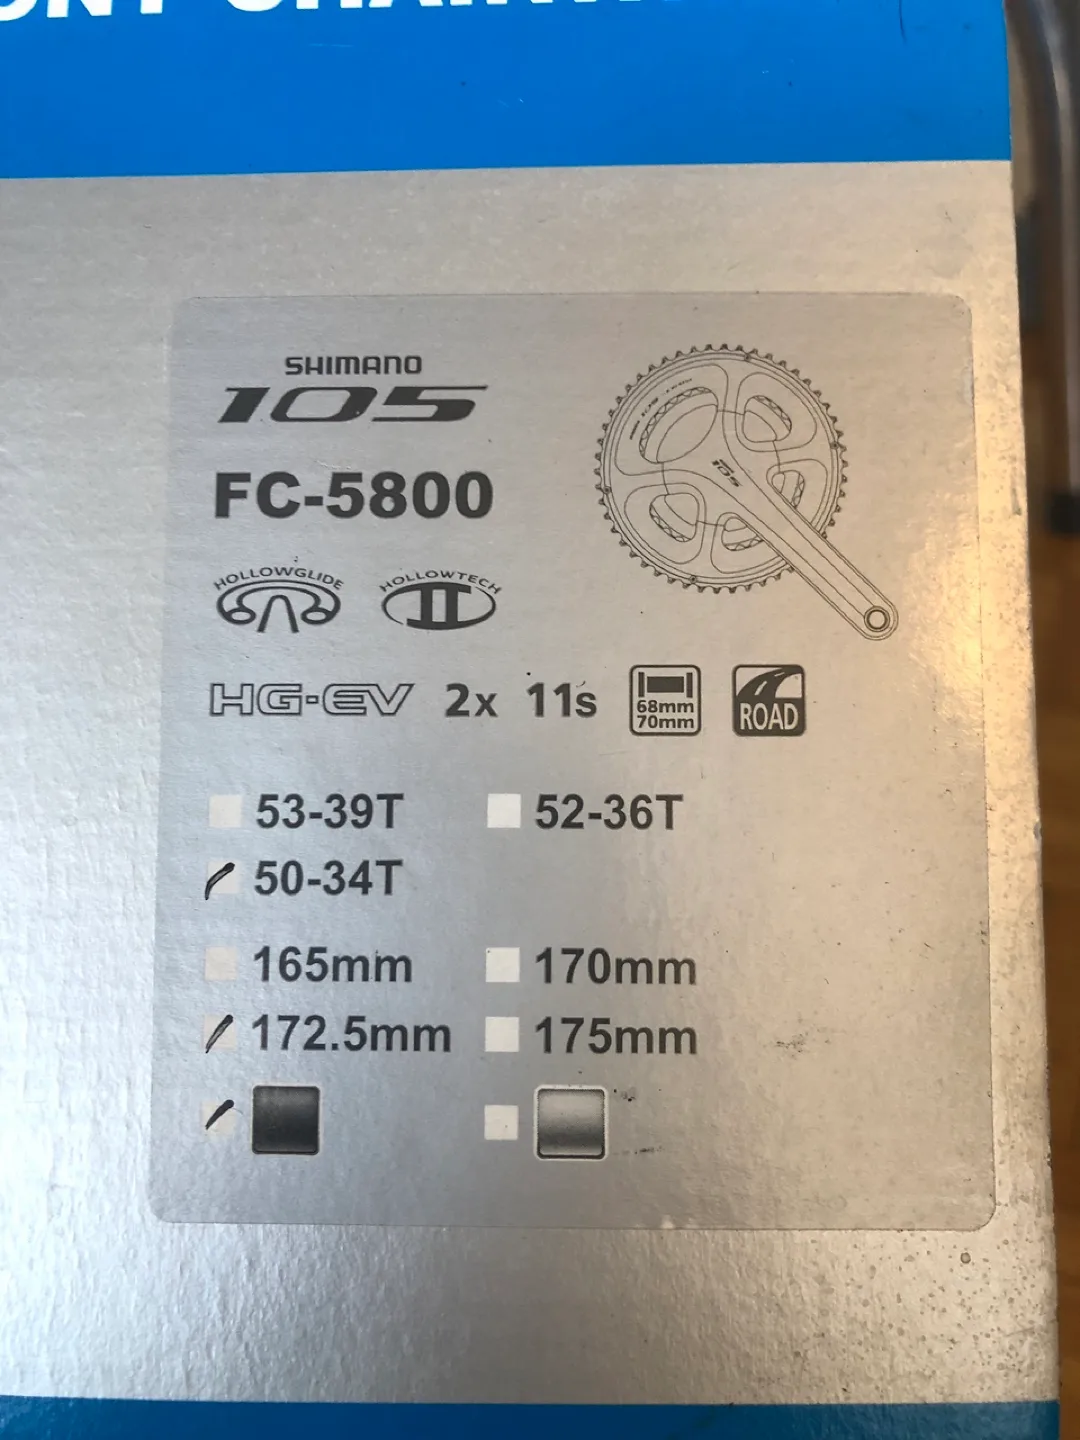 SHIMANO
105
FC-5800
HOLLOWGLIDE HOLLOWTECH
II
HG-EV 2x 11s 68mm 70mm ROAD
53-39T 52-36T
50-34T
165mm 170mm
172.5mm 175mm
105